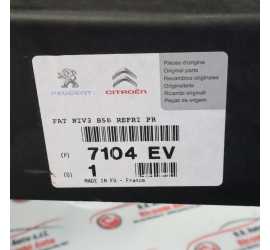 PEUGEOT
CITROËN
Pièces d'origine
Original parts
Recambios originales
Originalteile
Ricambi originali
Peças de origem
FAT NIV3 B58 REFRI PR
(P) 7104 EV
(Q) 1
MADE IN FG - France